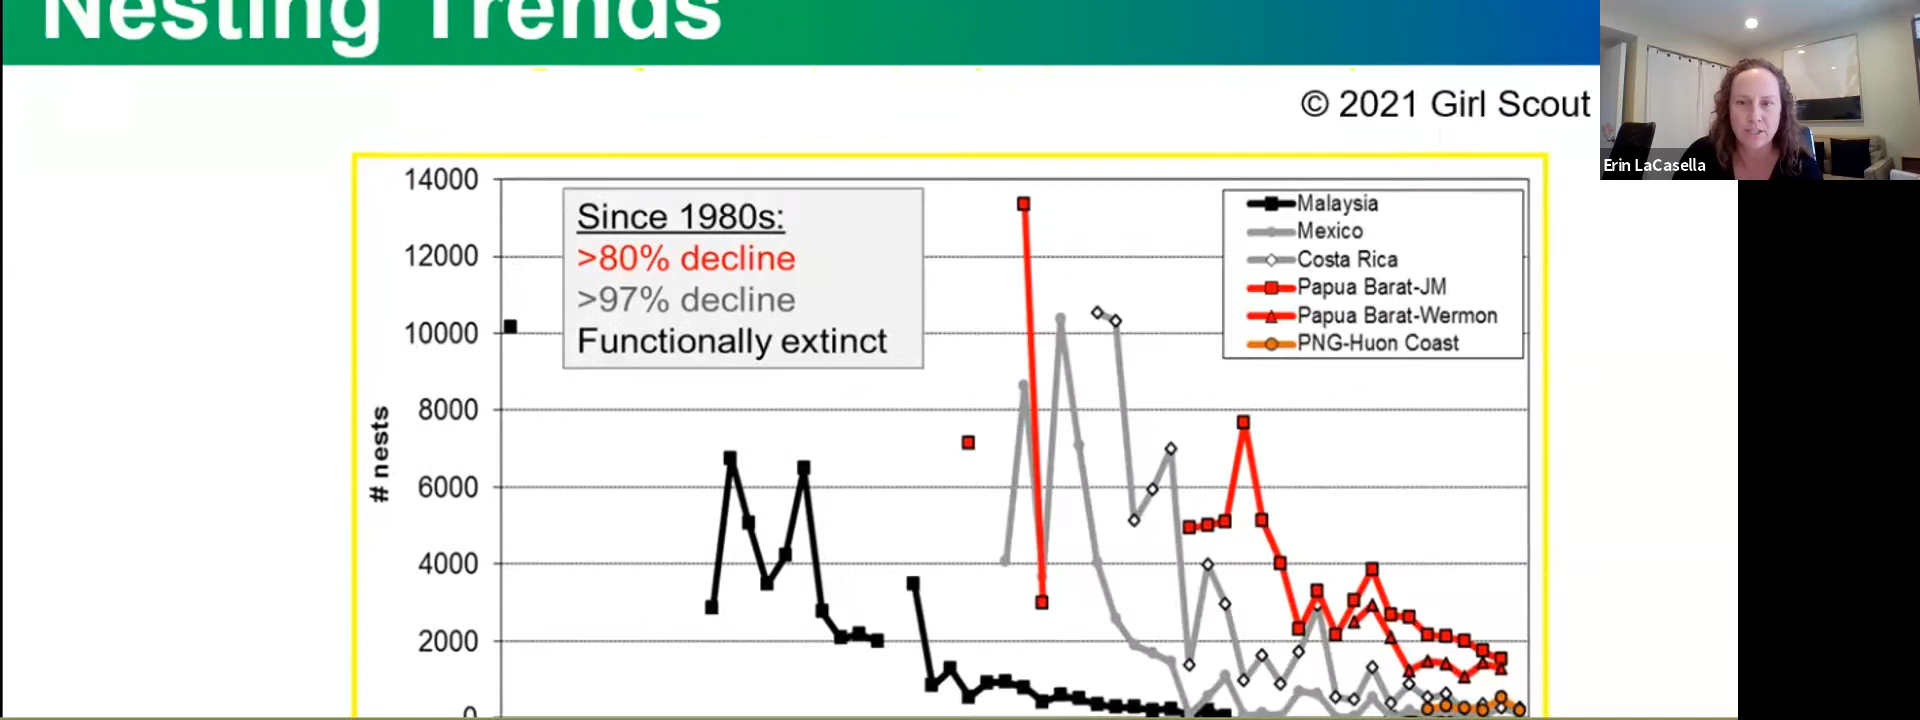 Nesting Trends
© 2021 Girl Scout
Erin LaCasella
14000
12000
10000
8000
6000
4000
2000
0
# nests
Since 1980s:
>80% decline
>97% decline
Functionally extinct
Malaysia
Mexico
Costa Rica
Papua Barat-JM
Papua Barat-Wermon
PNG-Huon Coast